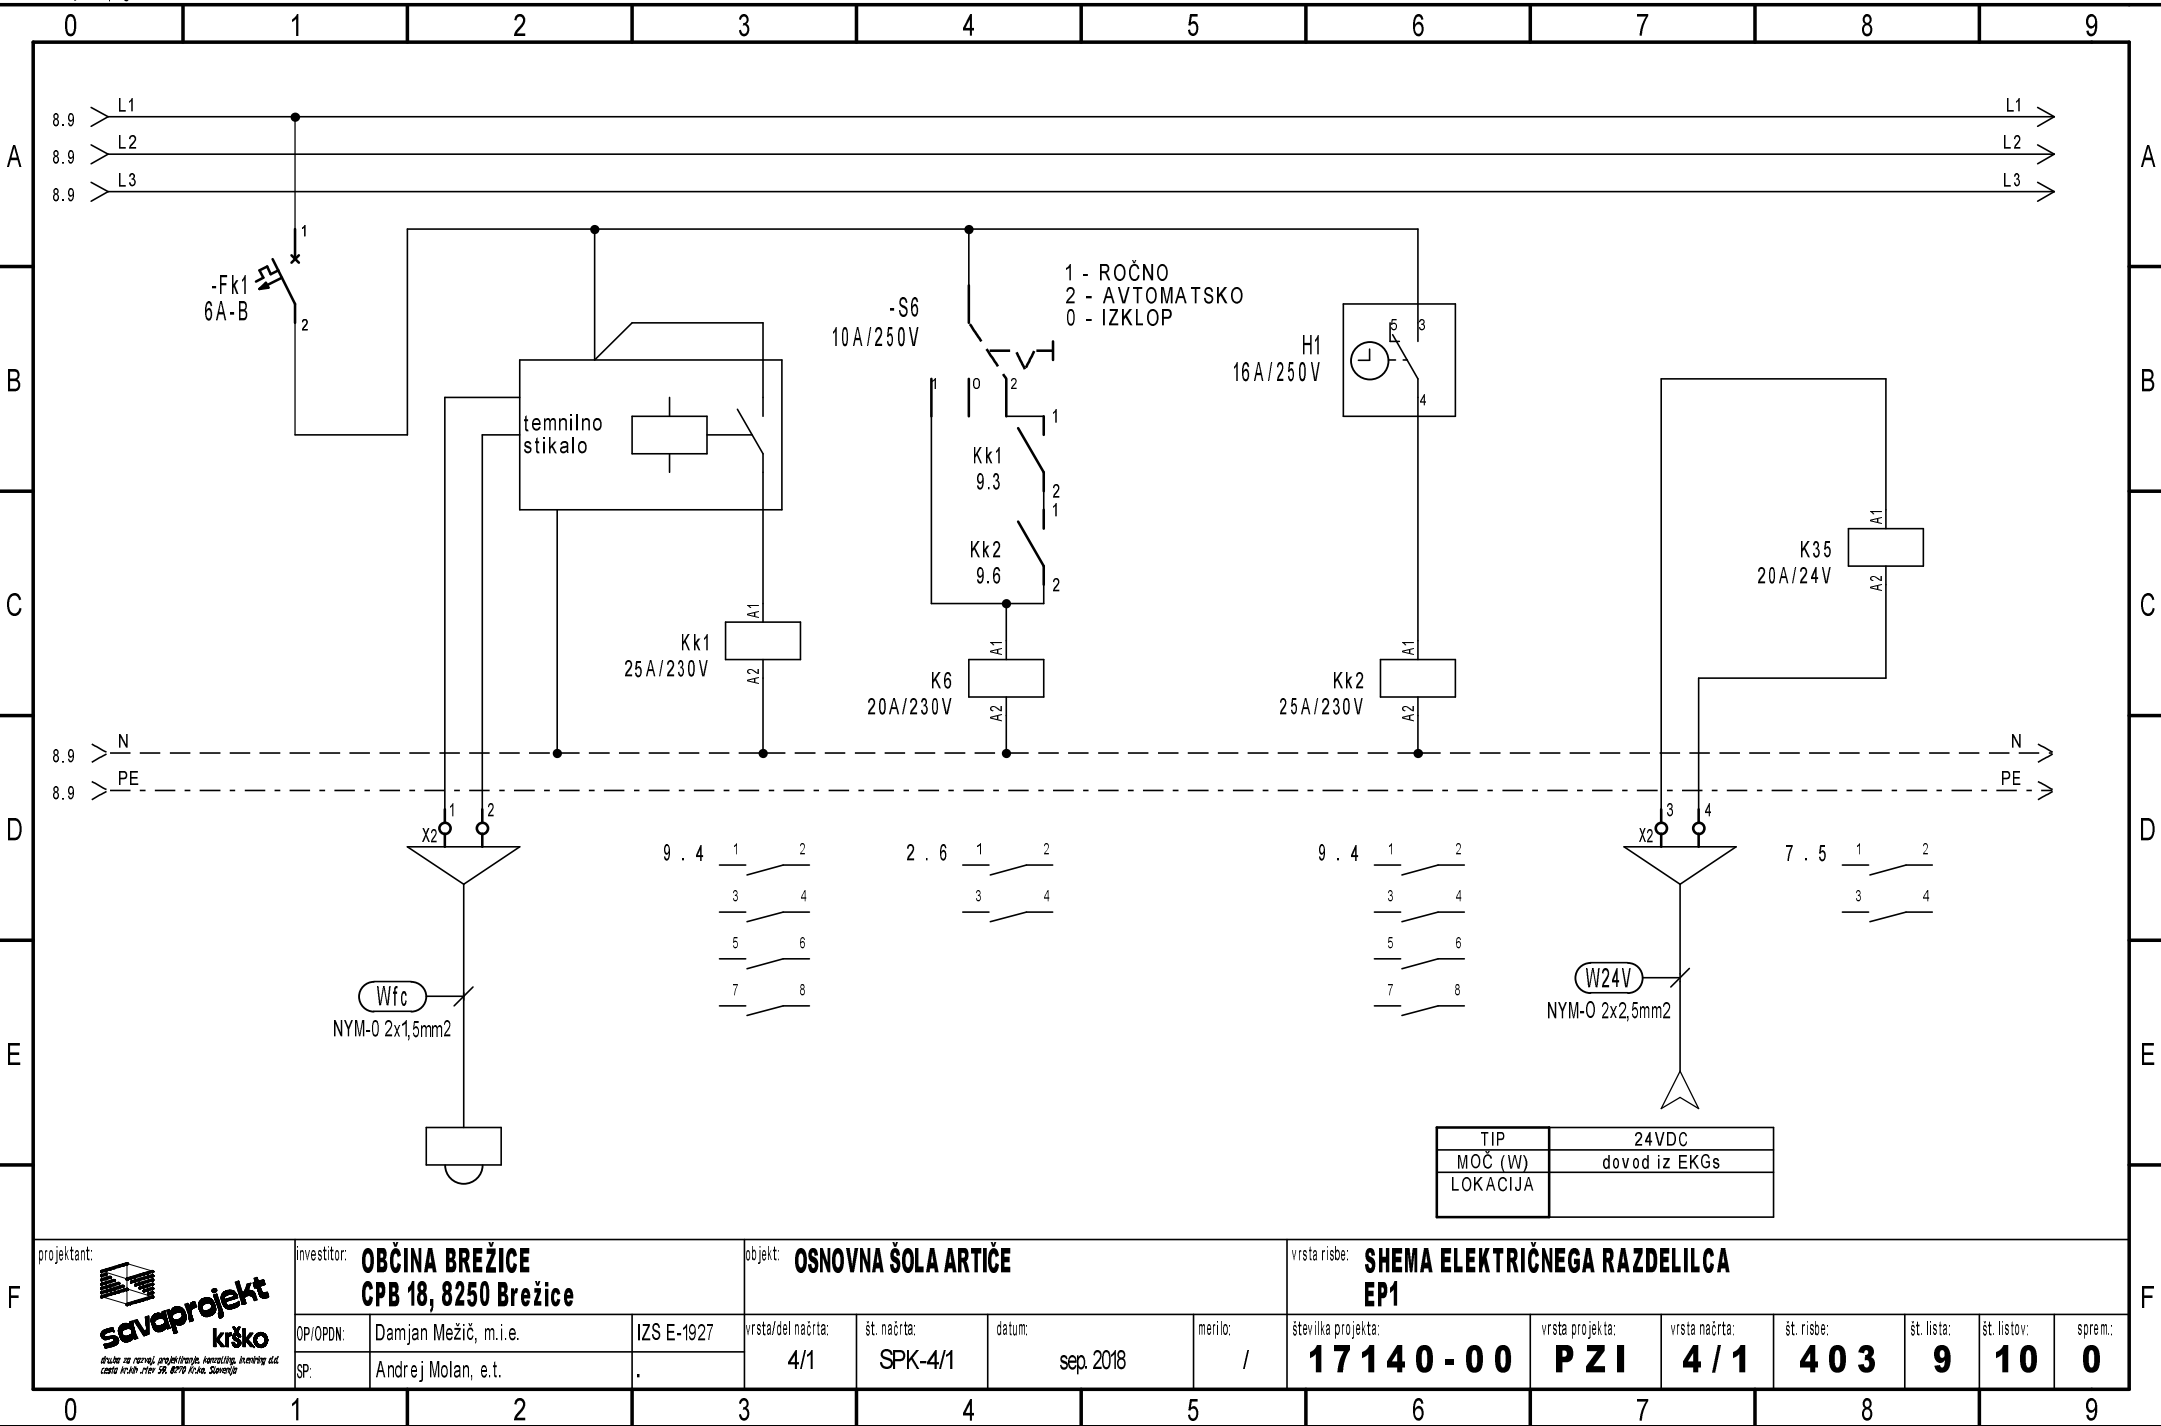 0 1 2 3 4 5 6 7 8 9
8.9 L1 L1
8.9 L2 L2
A A
8.9 L3 L3
1
-Fk1
6A-B
2
1 - ROČNO
2 - AVTOMATSKO
0 - IZKLOP
-S6
10A/250V
1 0 2
H1
16A/250V
5 3
4
B B
temnilno
stikalo
1
Kk1
9.3
2
1
Kk2
9.6
2
A1
K35
20A/24V
A2
C C
A1
Kk1
25A/230V
A2
A1
K6
20A/230V
A2
A1
Kk2
25A/230V
A2
8.9 N N
8.9 PE PE
D D
X2 1 2
X2 3 4
9 . 4 1 2
3 4
5 6
7 8
2 . 6 1 2
3 4
9 . 4 1 2
3 4
5 6
7 8
7 . 5 1 2
3 4
Wfc
NYM-0 2x1,5mm2
W24V
NYM-O 2x2,5mm2
E E
TIP 24VDC
MOČ (W) dovod iz EKGs
LOKACIJA
F F
projektant:
savaprojekt
krško
investitor: OBČINA BREŽICE
CPB 18, 8250 Brežice
objekt: OSNOVNA ŠOLA ARTIČE
vrsta risbe: SHEMA ELEKTRIČNEGA RAZDELILCA
EP1
OP/OPDN: Damjan Mežič, m.i.e. IZS E-1927
SP: Andrej Molan, e.t. .
vrsta/del načrta: 4/1
št. načrta: SPK-4/1
datum: sep. 2018
merilo: /
številka projekta: 17140-00
vrsta projekta: PZI
vrsta načrta: 4/1
št. risbe: 403
št. lista: 9
št. listov: 10
sprem.: 0
0 1 2 3 4 5 6 7 8 9